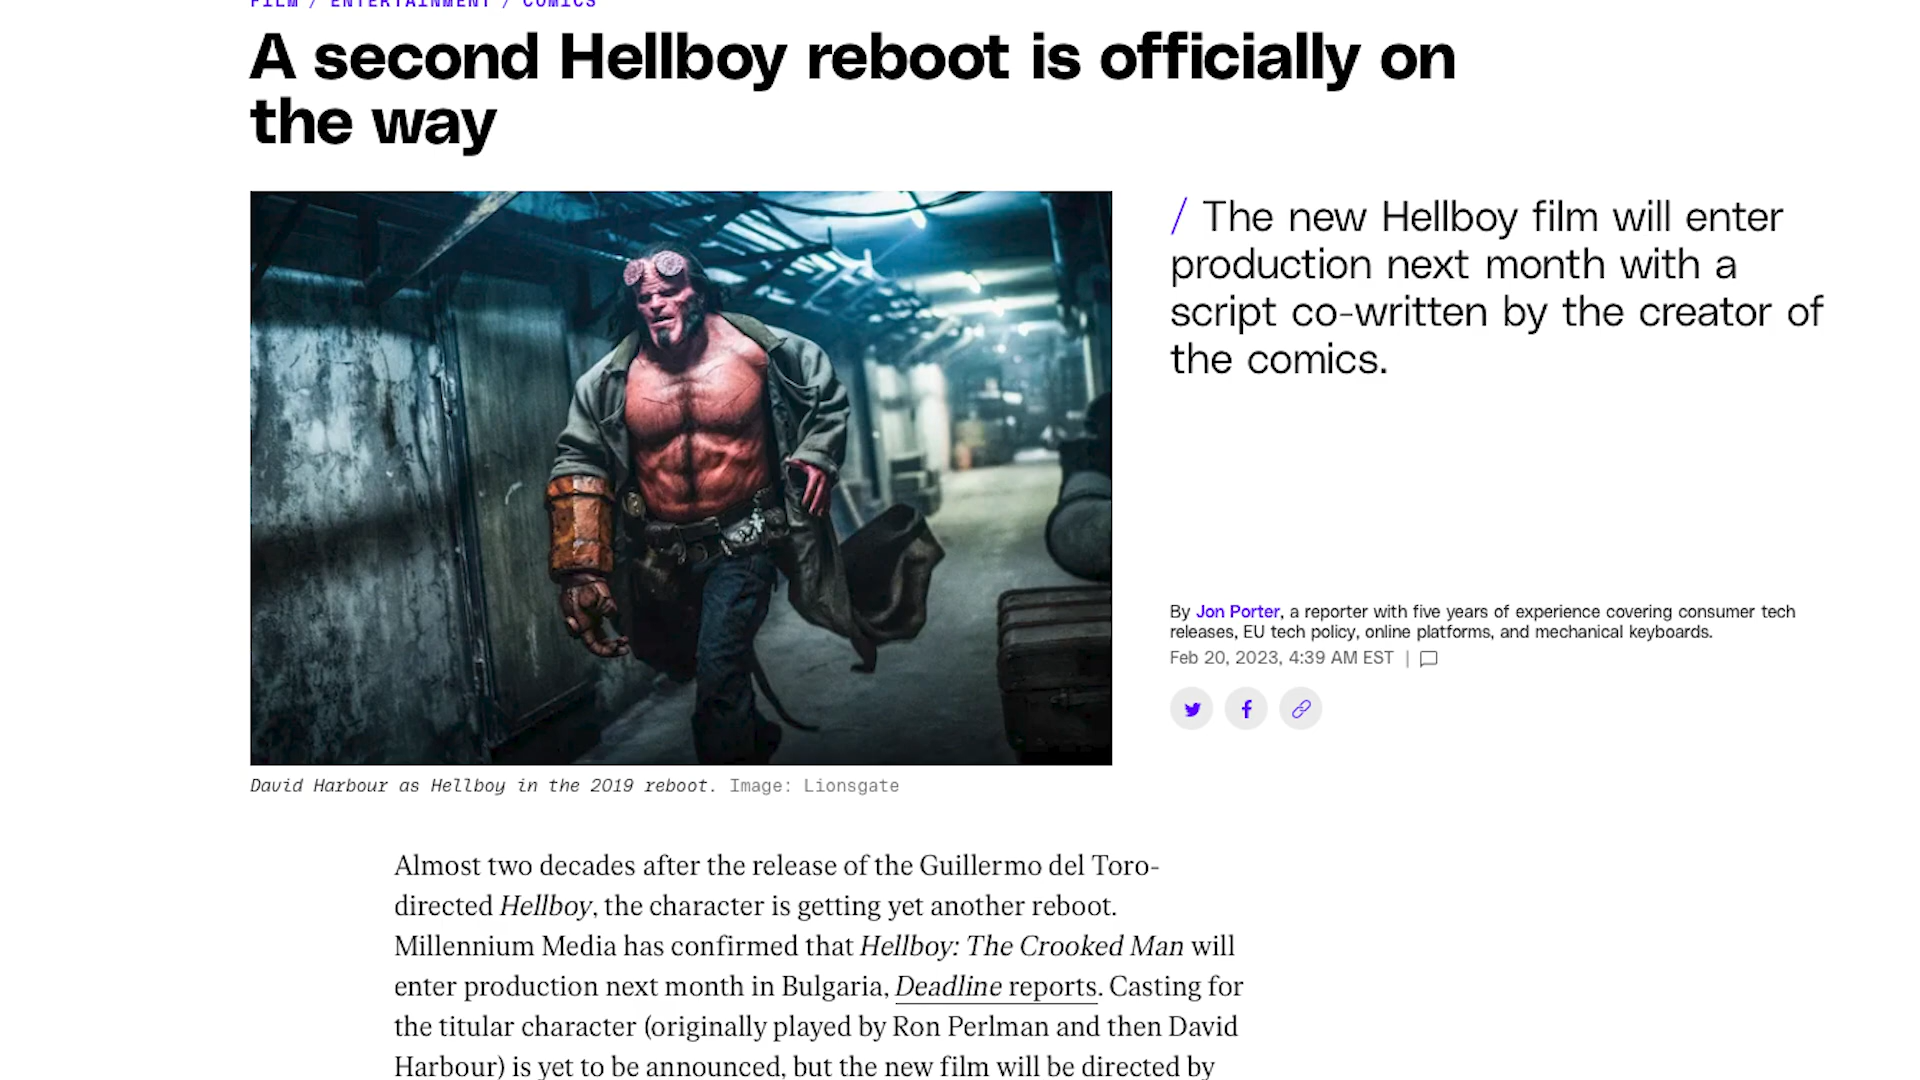 FILM / ENTERTAINMENT / COMICS
A second Hellboy reboot is officially on
the way
/ The new Hellboy film will enter
production next month with a
script co-written by the creator of
the comics.
By Jon Porter, a reporter with five years of experience covering consumer tech
releases, EU tech policy, online platforms, and mechanical keyboards.
Feb 20, 2023, 4:39 AM EST |
David Harbour as Hellboy in the 2019 reboot. Image: Lionsgate
Almost two decades after the release of the Guillermo del Toro-
directed Hellboy, the character is getting yet another reboot.
Millennium Media has confirmed that Hellboy: The Crooked Man will
enter production next month in Bulgaria, Deadline reports. Casting for
the titular character (originally played by Ron Perlman and then David
Harbour) is yet to be announced, but the new film will be directed by